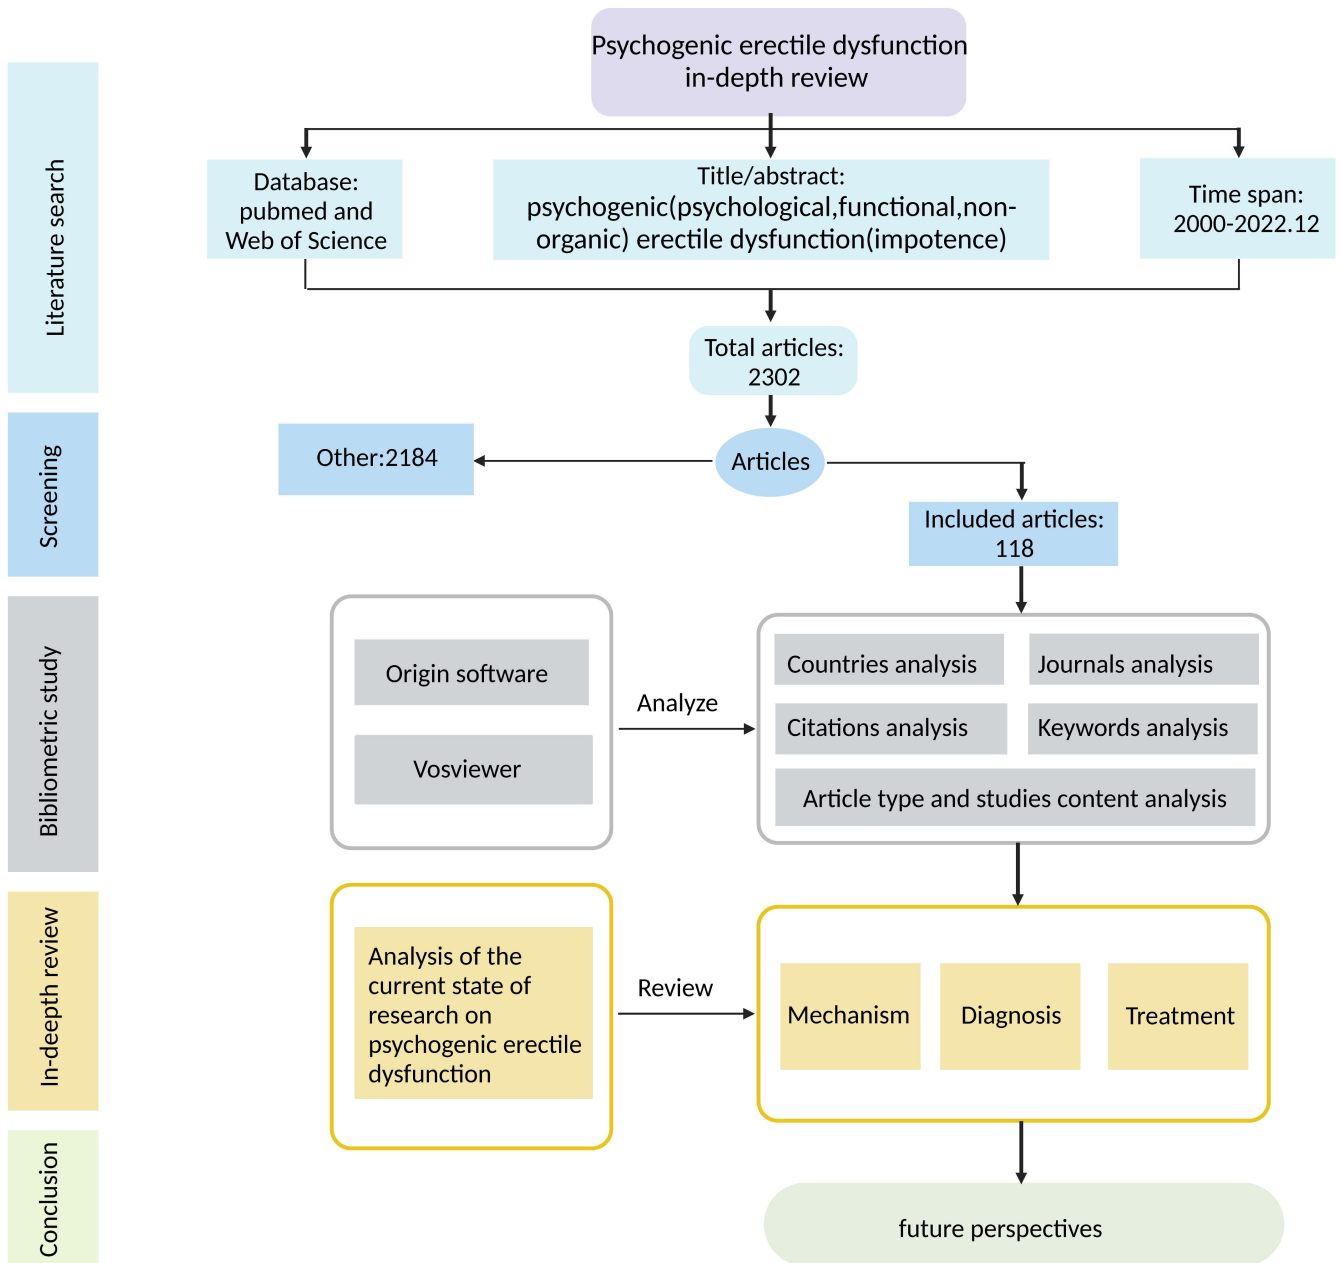 Psychogenic erectile dysfunction
in-depth review
Literature search
Database:
pubmed and
Web of Science
Title/abstract:
psychogenic(psychological,functional,non-
organic) erectile dysfunction(impotence)
Time span:
2000-2022.12
Total articles:
2302
Screening
Other:2184
Articles
Included articles:
118
Bibliometric study
Origin software
Vosviewer
Analyze
Countries analysis
Journals analysis
Citations analysis
Keywords analysis
Article type and studies content analysis
In-deepth review
Analysis of the
current state of
research on
psychogenic erectile
dysfunction
Review
Mechanism
Diagnosis
Treatment
Conclusion
future perspectives